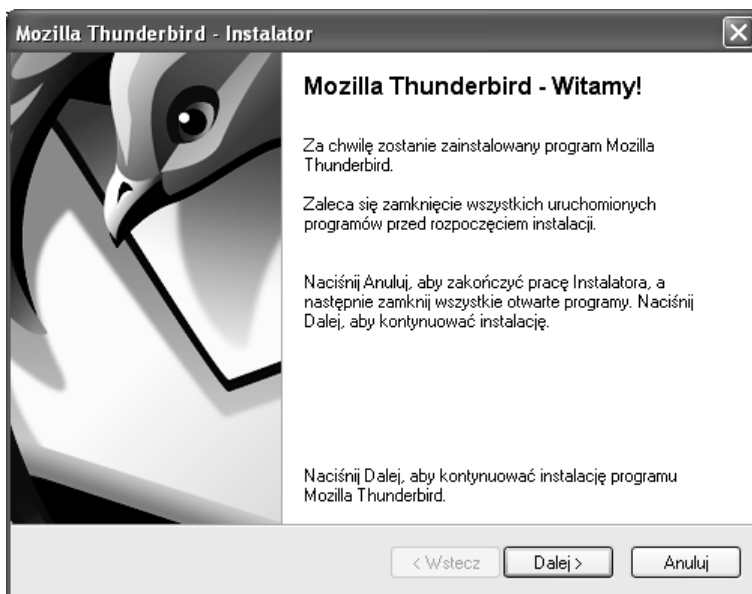 Mozilla Thunderbird - Instalator
Mozilla Thunderbird - Witamy!
Za chwilę zostanie zainstalowany program Mozilla
Thunderbird.
Zaleca się zamknięcie wszystkich uruchomionych
programów przed rozpoczęciem instalacji.
Naciśnij Anuluj, aby zakończyć pracę Instalatora, a
następnie zamknij wszystkie otwarte programy. Naciśnij
Dalej, aby kontynuować instalację.
Naciśnij Dalej, aby kontynuować instalację programu
Mozilla Thunderbird.
< Wstecz Dalej > Anuluj